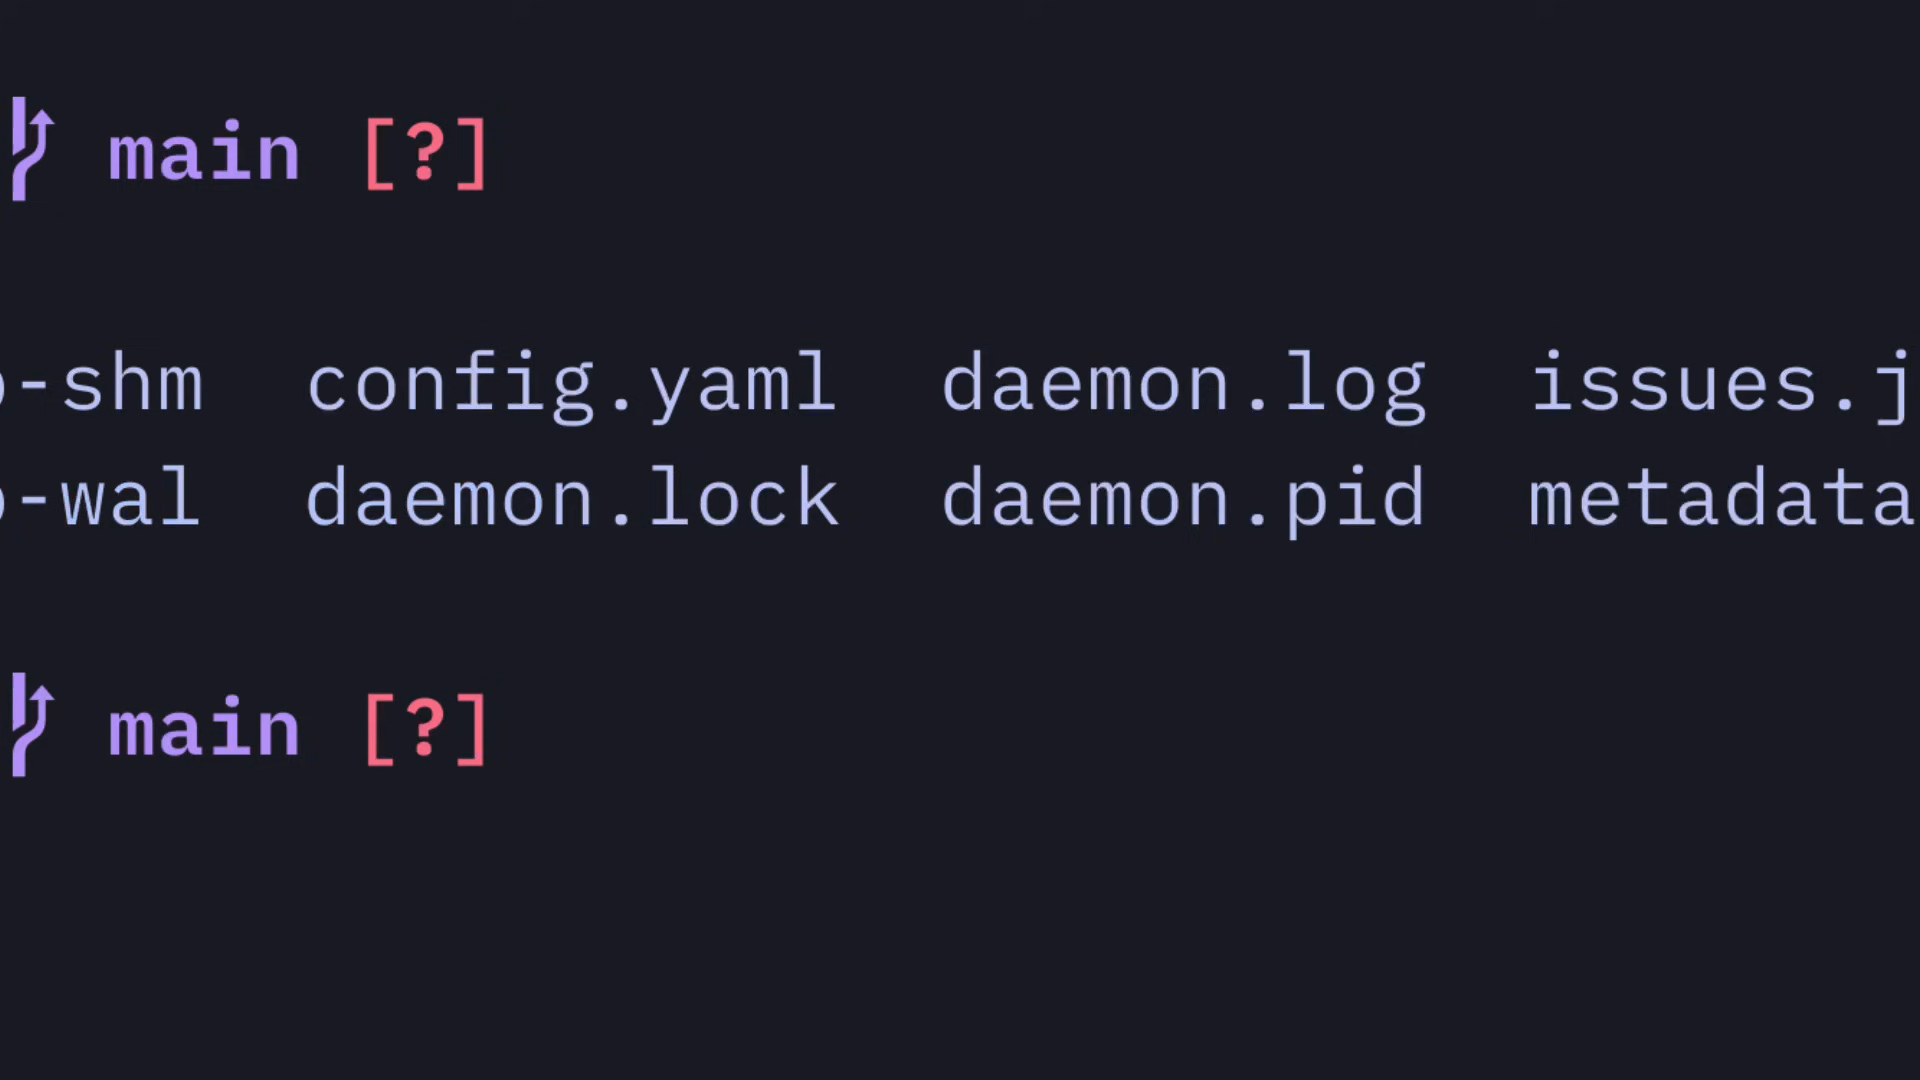 main [?]
-shm config.yaml daemon.log issues.j
-wal daemon.lock daemon.pid metadata
main [?]